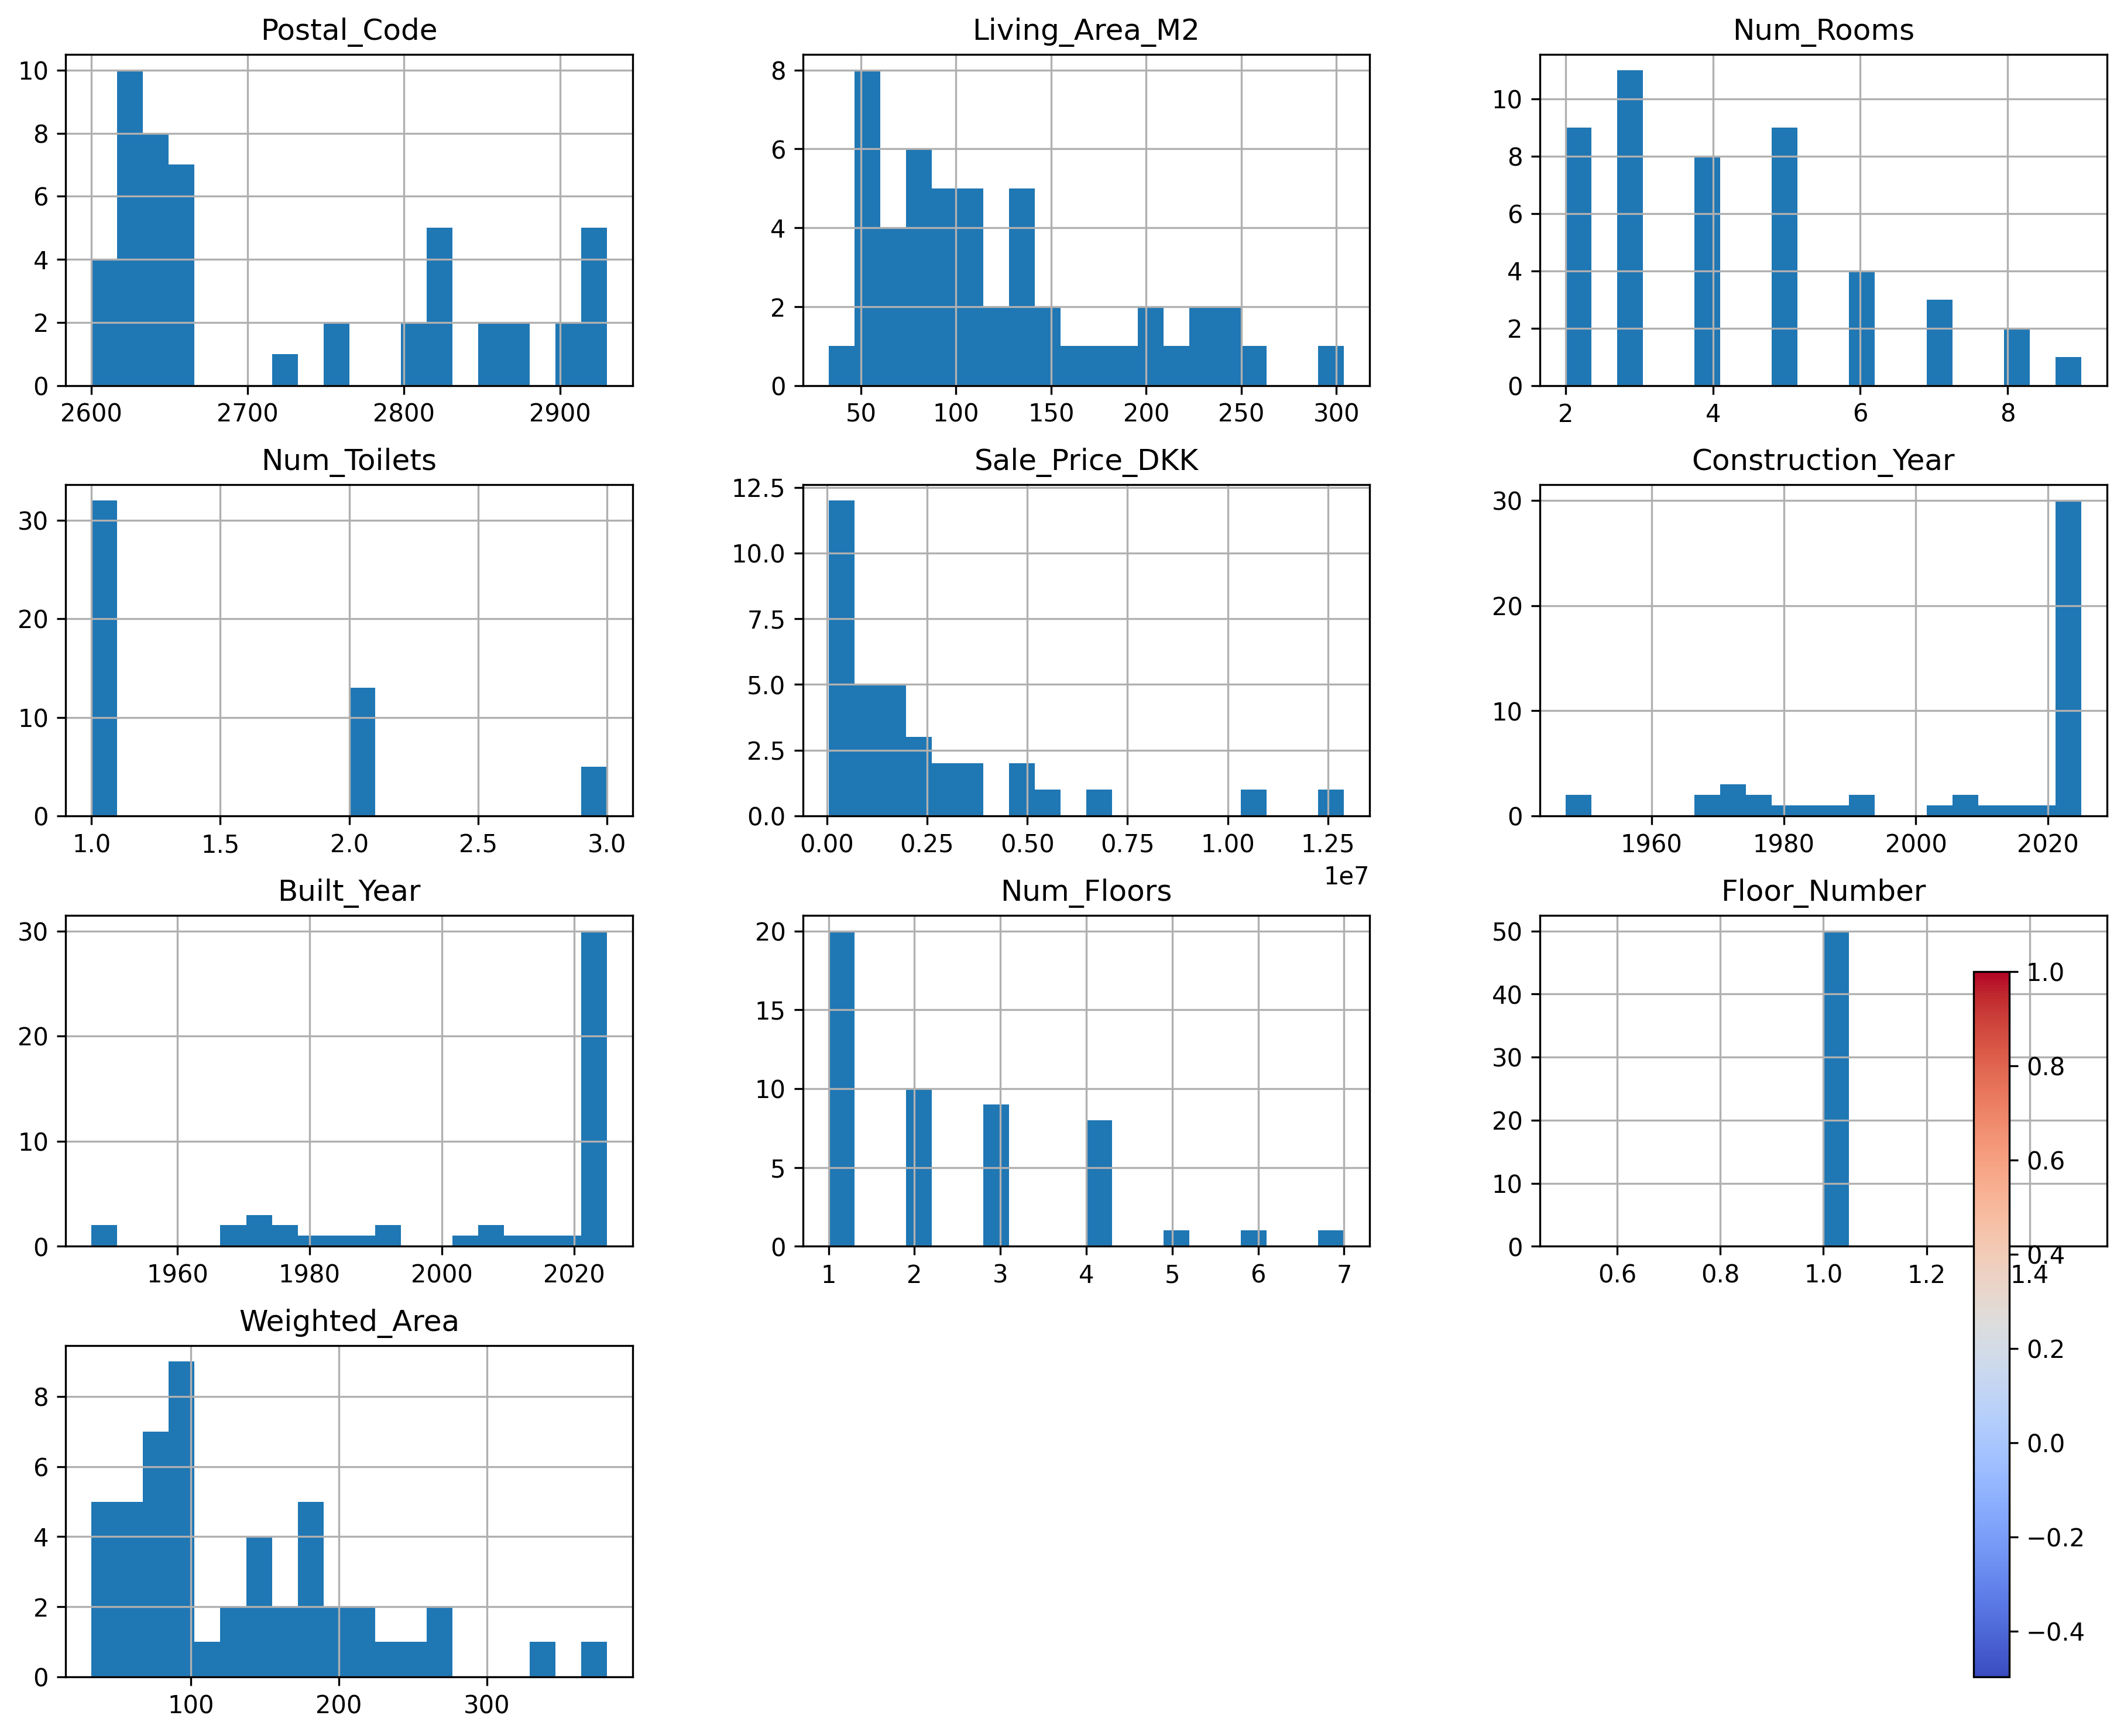 Postal_Code
10
8
6
4
2
0
2600 2700 2800 2900
Living_Area_M2
8
6
4
2
0
50 100 150 200 250 300
Num_Rooms
10
8
6
4
2
0
2 4 6 8
Num_Toilets
30
20
10
0
1.0 1.5 2.0 2.5 3.0
Sale_Price_DKK
12.5
10.0
7.5
5.0
2.5
0.0
0.00 0.25 0.50 0.75 1.00 1.25
1e7
Construction_Year
30
20
10
0
1960 1980 2000 2020
Built_Year
30
20
10
0
1960 1980 2000 2020
Num_Floors
20
15
10
5
0
1 2 3 4 5 6 7
Floor_Number
50
40
30
20
10
0
0.6 0.8 1.0 1.2 1.4
1.0
0.8
0.6
0.4
0.2
0.0
−0.2
−0.4
Weighted_Area
8
6
4
2
0
100 200 300